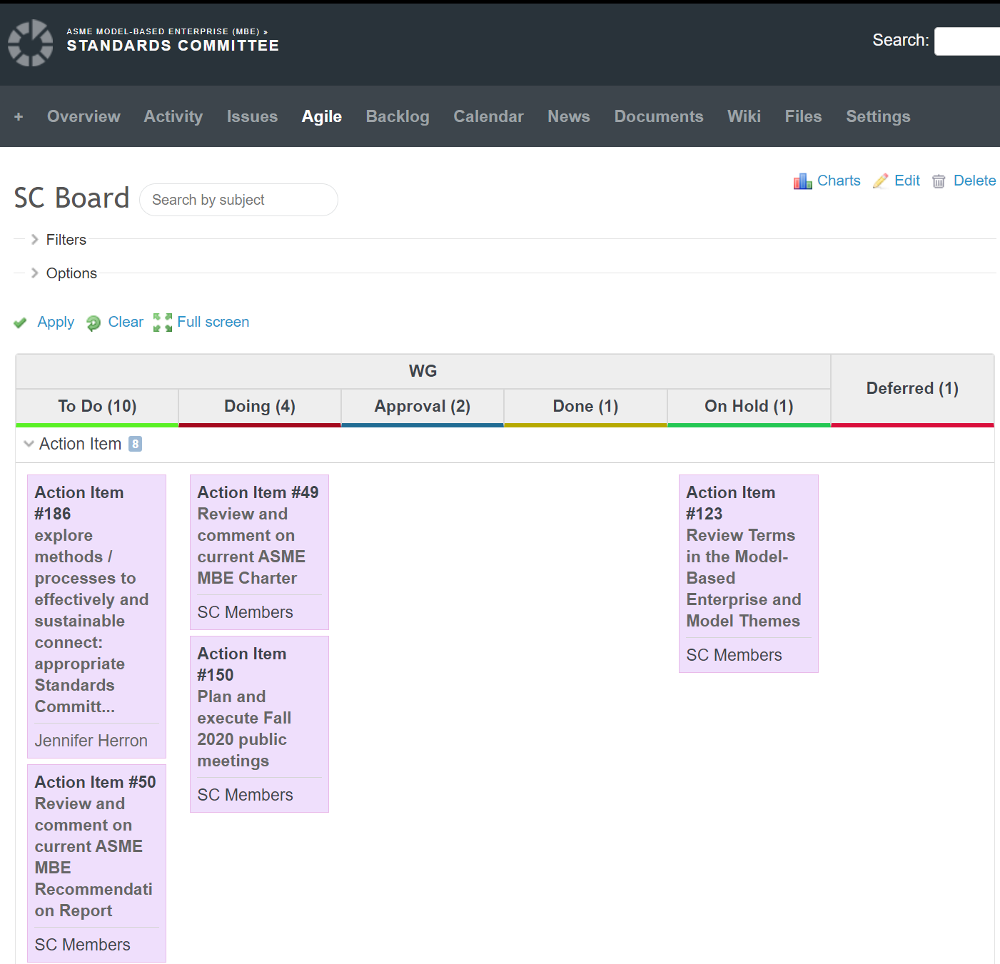 ASME MODEL-BASED ENTERPRISE (MBE) »
STANDARDS COMMITTEE
Search:
+ Overview Activity Issues Agile Backlog Calendar News Documents Wiki Files Settings
Charts Edit Delete
SC Board
Search by subject
Filters
Options
Apply Clear Full screen
WG
Deferred (1)
To Do (10) Doing (4) Approval (2) Done (1) On Hold (1)
Action Item 8
Action Item
#186
explore
methods /
processes to
effectively and
sustainable
connect:
appropriate
Standards
Committ...
Jennifer Herron
Action Item #50
Review and
comment on
current ASME
MBE
Recommendati
on Report
SC Members
Action Item #49
Review and
comment on
current ASME
MBE Charter
SC Members
Action Item
#150
Plan and
execute Fall
2020 public
meetings
SC Members
Action Item
#123
Review Terms
in the Model-
Based
Enterprise and
Model Themes
SC Members